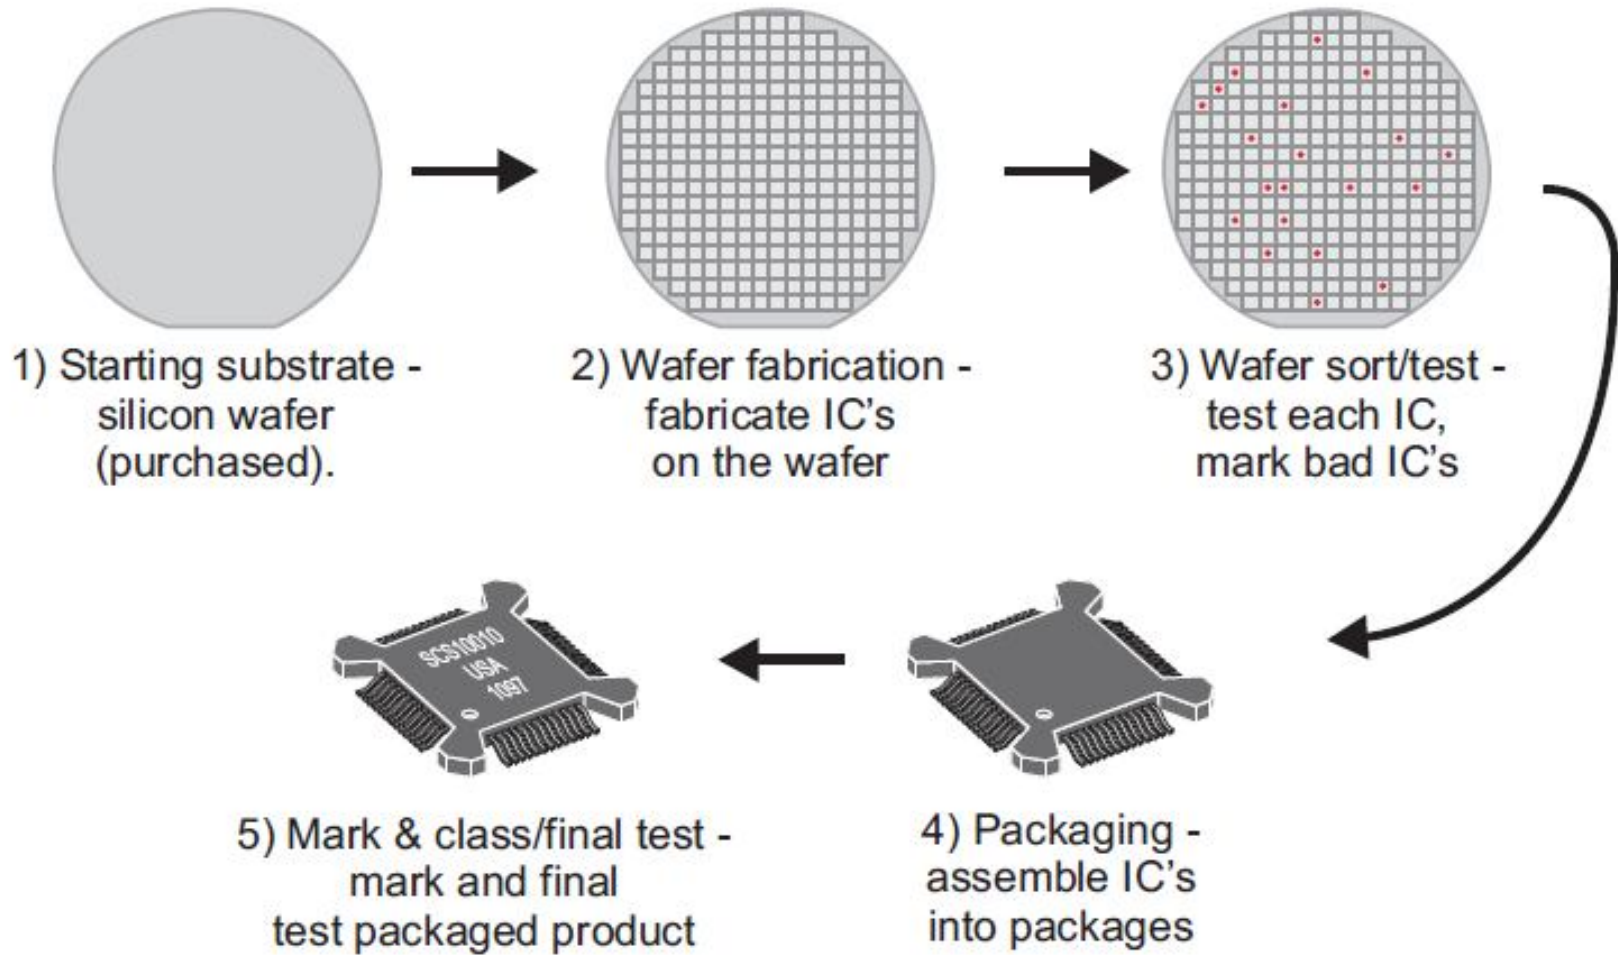 1) Starting substrate -
silicon wafer
(purchased).
2) Wafer fabrication -
fabricate IC's
on the wafer
3) Wafer sort/test -
test each IC,
mark bad IC's
SCS10010
USA
1097
5) Mark & class/final test -
mark and final
test packaged product
4) Packaging -
assemble IC's
into packages